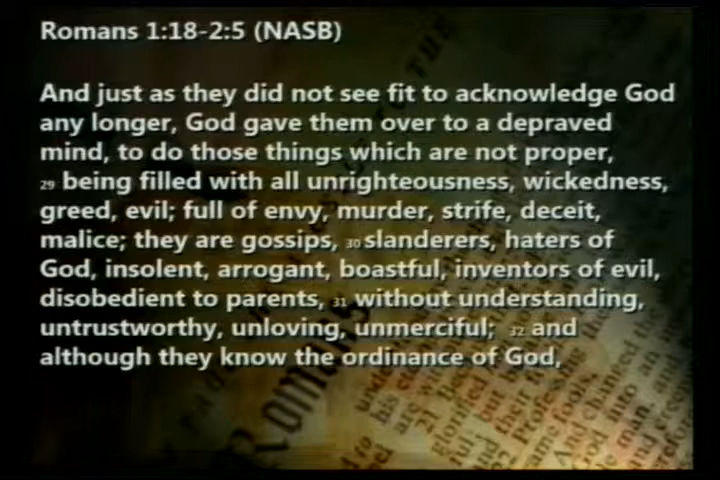 Romans 1:18-2:5 (NASB)
And just as they did not see fit to acknowledge God
any longer, God gave them over to a depraved
mind, to do those things which are not proper,
29 being filled with all unrighteousness, wickedness,
greed, evil; full of envy, murder, strife, deceit,
malice; they are gossips, 30 slanderers, haters of
God, insolent, arrogant, boastful, inventors of evil,
disobedient to parents, 31 without understanding,
untrustworthy, unloving, unmerciful; 32 and
although they know the ordinance of God,
Romans